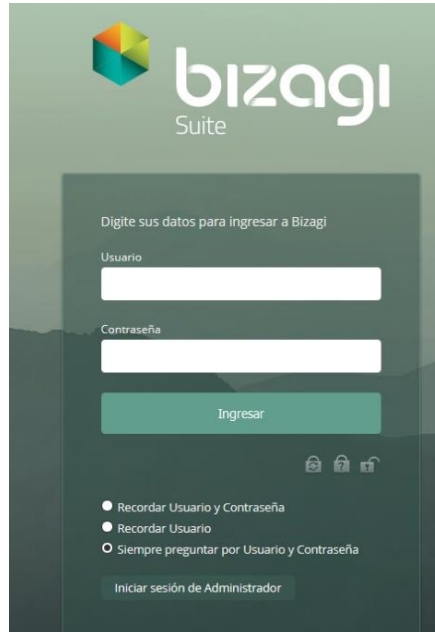 bizagi
Suite
Digite sus datos para ingresar a Bizagi
Usuario
Contraseña
Ingresar
Recordar Usuario y Contraseña
Recordar Usuario
Siempre preguntar por Usuario y Contraseña
Iniciar sesión de Administrador